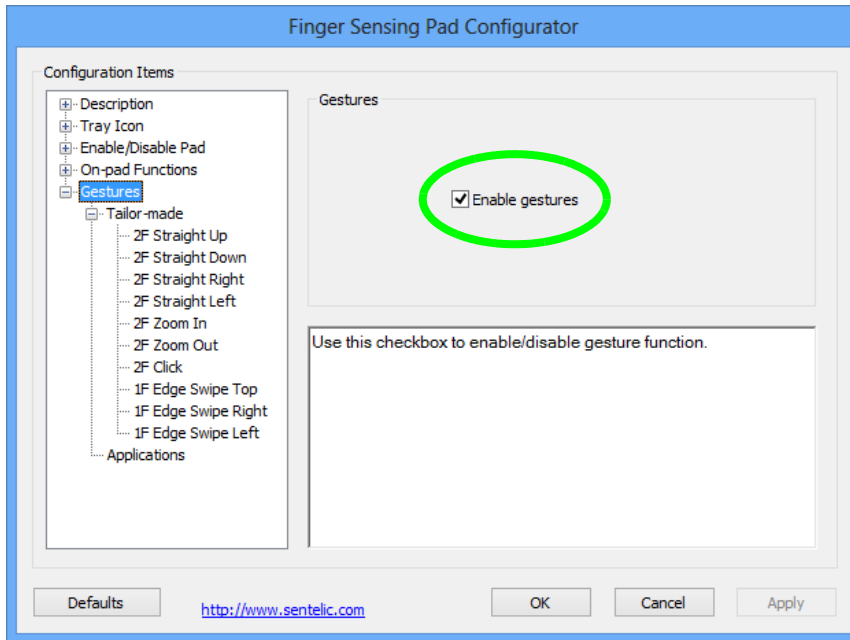 Finger Sensing Pad Configurator
Configuration Items
Description
Tray Icon
Enable/Disable Pad
On-pad Functions
Gestures
Tailor-made
2F Straight Up
2F Straight Down
2F Straight Right
2F Straight Left
2F Zoom In
2F Zoom Out
2F Click
1F Edge Swipe Top
1F Edge Swipe Right
1F Edge Swipe Left
Applications
Gestures
Enable gestures
Use this checkbox to enable/disable gesture function.
Defaults
http://www.sentelic.com
OK
Cancel
Apply